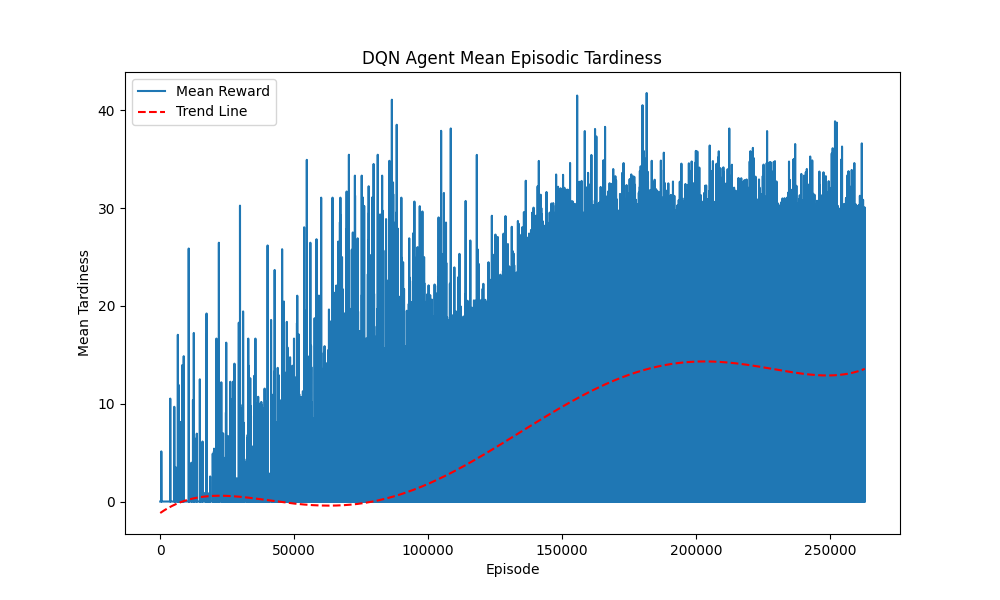 DQN Agent Mean Episodic Tardiness
Mean Reward
Trend Line
40
30
20
10
0
Mean Tardiness
0 50000 100000 150000 200000 250000
Episode